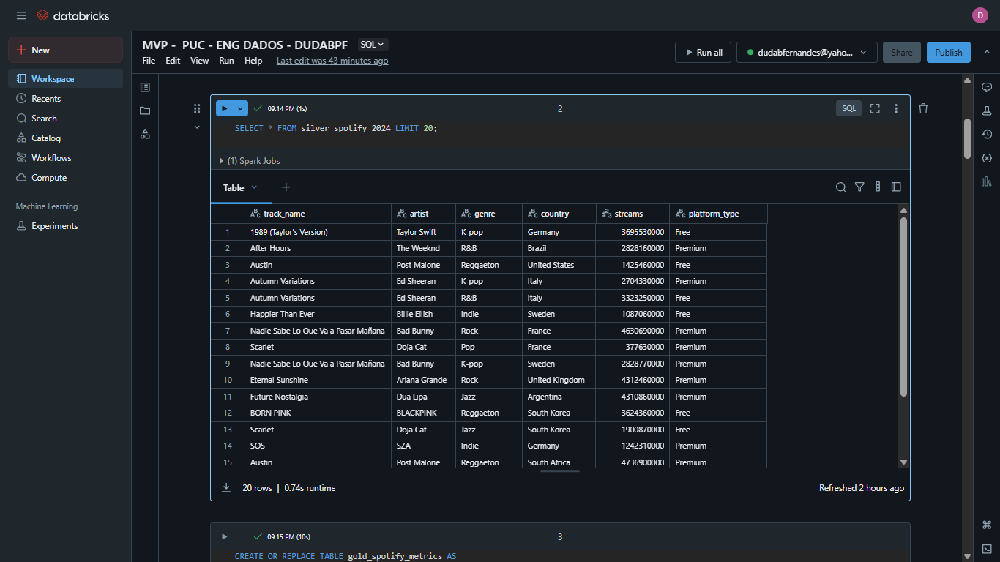 databricks
D
New
Workspace
Recents
Search
Catalog
Workflows
Compute
Machine Learning
Experiments
MVP - PUC - ENG DADOS - DUDABPF SQL
File Edit View Run Help Last edit was 43 minutes ago
Run all
dudabfernandes@yaho...
Share
Publish
09:14 PM (1s) 2 SQL
SELECT * FROM silver_spotify_2024 LIMIT 20;
(1) Spark Jobs
Table +
track_name artist genre country streams platform_type
1 1989 (Taylor's Version) Taylor Swift K-pop Germany 3695530000 Free
2 After Hours The Weeknd R&B Brazil 2828160000 Premium
3 Austin Post Malone Reggaeton United States 1425460000 Free
4 Autumn Variations Ed Sheeran K-pop Italy 2704330000 Premium
5 Autumn Variations Ed Sheeran R&B Italy 3323250000 Free
6 Happier Than Ever Billie Eilish Indie Sweden 1087060000 Free
7 Nadie Sabe Lo Que Va a Pasar Mañana Bad Bunny Rock France 4630690000 Premium
8 Scarlet Doja Cat Pop France 377630000 Premium
9 Nadie Sabe Lo Que Va a Pasar Mañana Bad Bunny K-pop Sweden 2828770000 Premium
10 Eternal Sunshine Ariana Grande Rock United Kingdom 4312460000 Premium
11 Future Nostalgia Dua Lipa Jazz Argentina 4310860000 Premium
12 BORN PINK BLACKPINK Reggaeton South Korea 3624360000 Free
13 Scarlet Doja Cat Jazz South Korea 1900870000 Free
14 SOS SZA Indie Germany 1242310000 Premium
15 Austin Post Malone Reggaeton South Africa 4736900000 Premium
20 rows | 0.74s runtime Refreshed 2 hours ago
09:15 PM (10s) 3
CREATE OR REPLACE TABLE gold_spotify_metrics AS